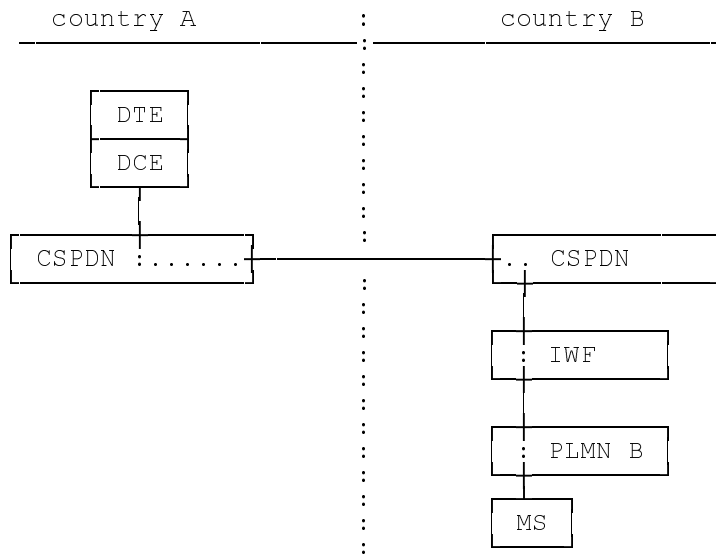 country A country B
DTE
DCE
CSPDN CSPDN
IWF
PLMN B
MS